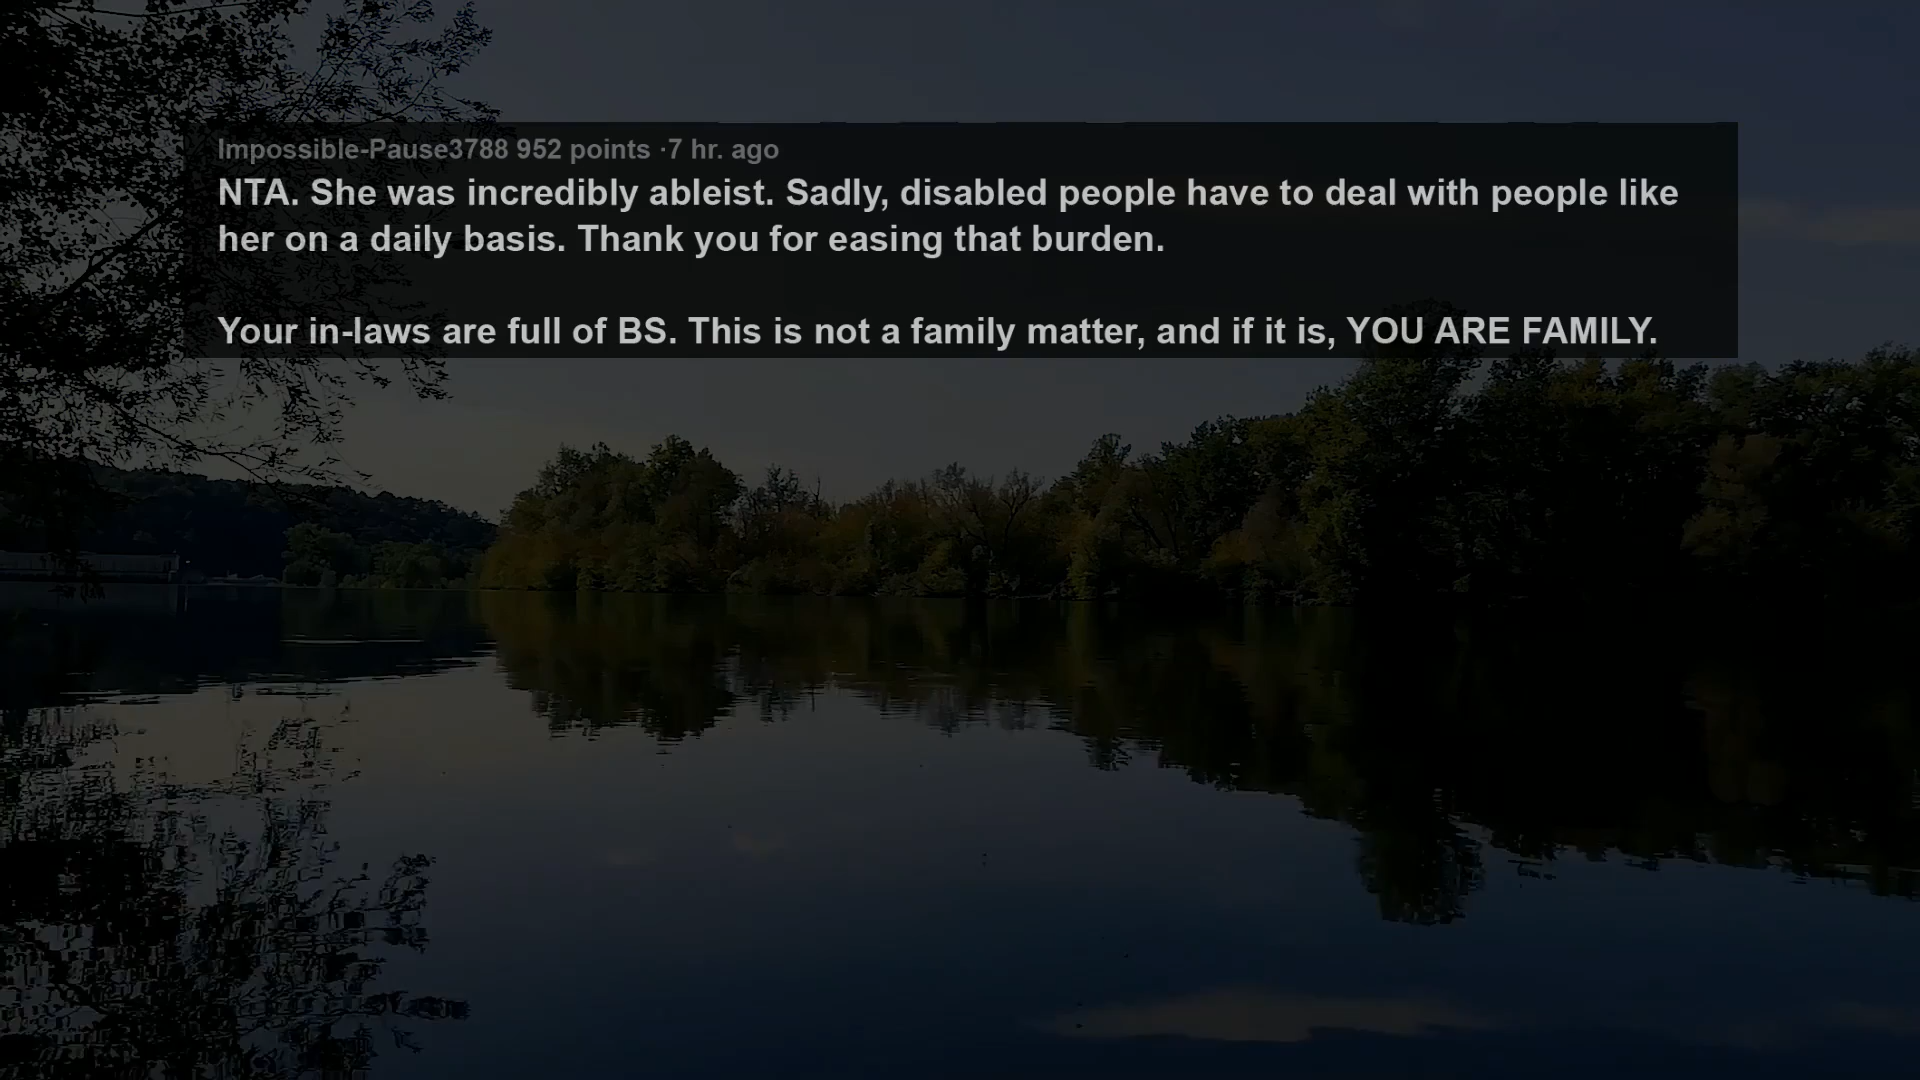 Impossible-Pause3788 952 points ·7 hr. ago
NTA. She was incredibly ableist. Sadly, disabled people have to deal with people like
her on a daily basis. Thank you for easing that burden.
Your in-laws are full of BS. This is not a family matter, and if it is, YOU ARE FAMILY.